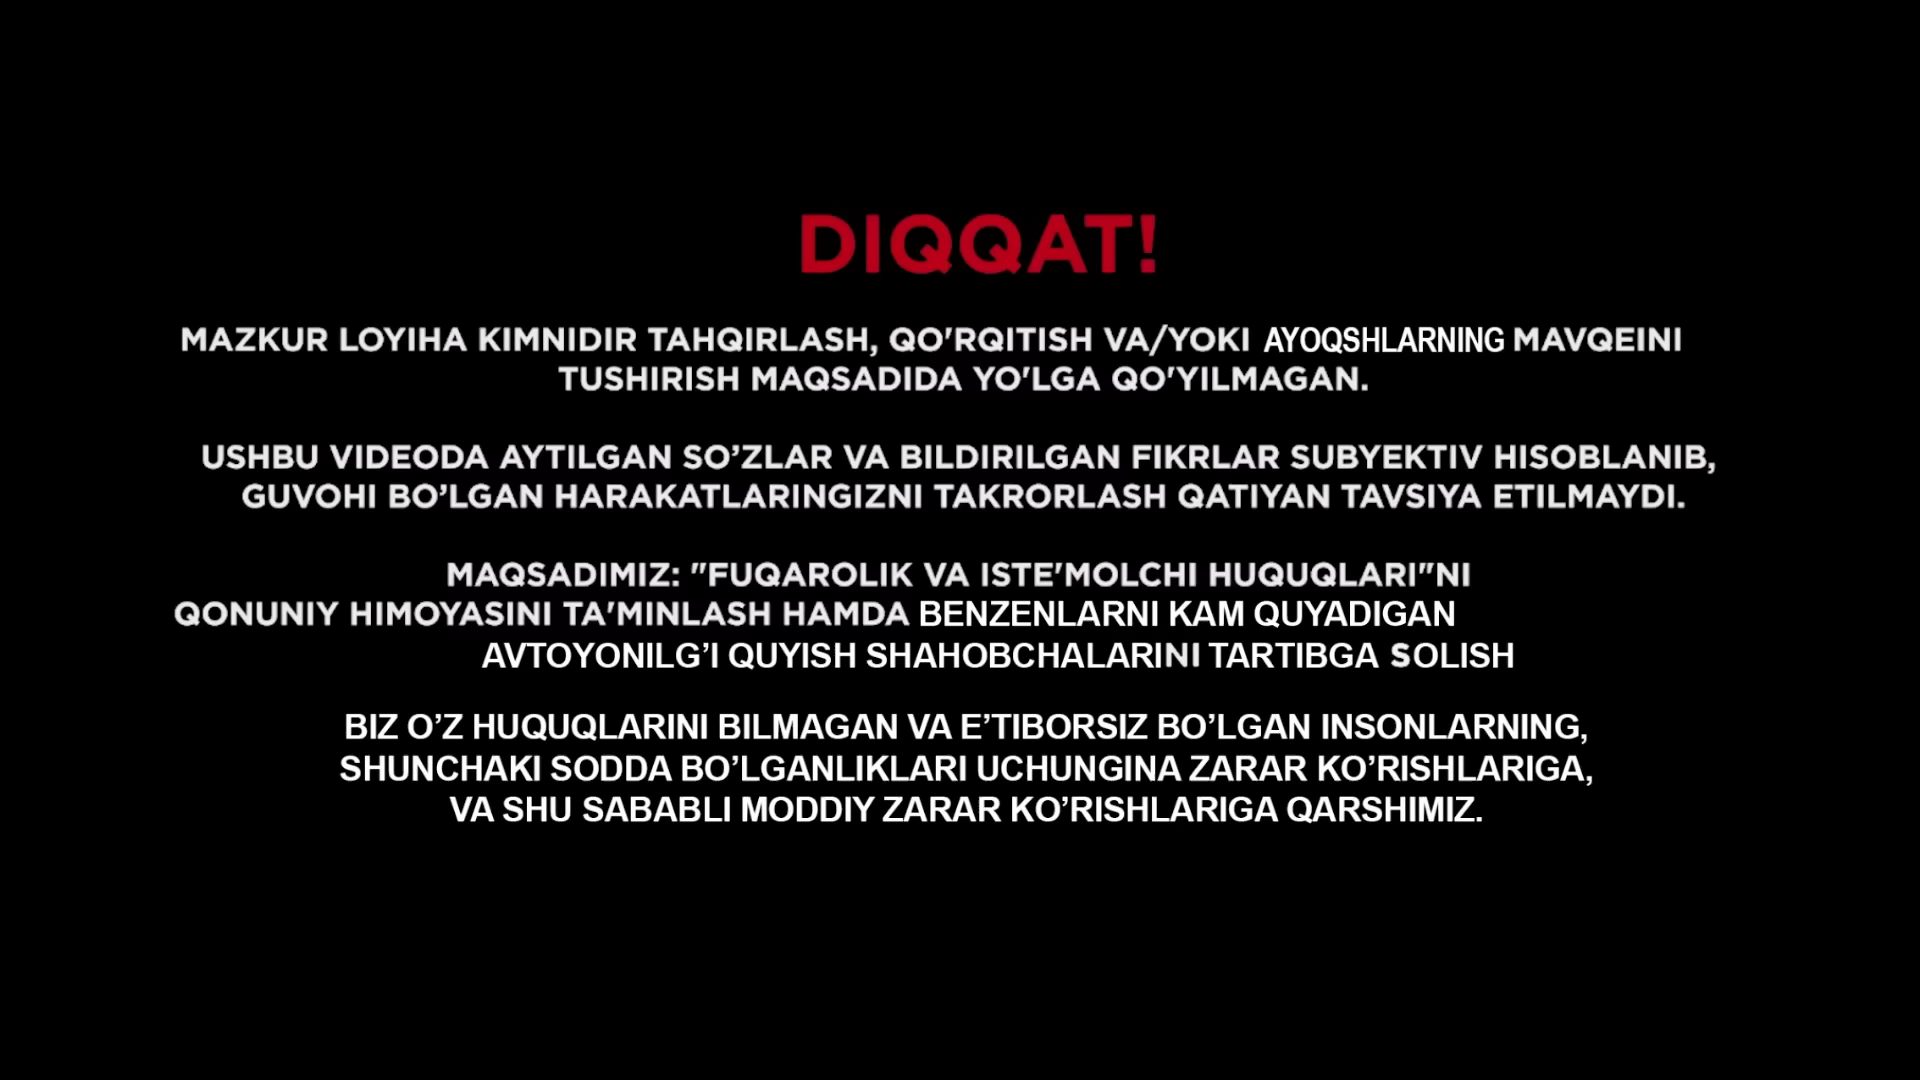 DIQQAT!
MAZKUR LOYIHA KIMNIDIR TAHQIRLASH, QO'RQITISH VA/YOKI AYOQSHLARNING MAVQEINI
TUSHIRISH MAQSADIDA YO'LGA QO'YILMAGAN.
USHBU VIDEODA AYTILGAN SO’ZLAR VA BILDIRILGAN FIKRLAR SUBYEKTIV HISOBLANIB,
GUVOHI BO’LGAN HARAKATLARINGIZNI TAKRORLASH QATIYAN TAVSIYA ETILMAYDI.
MAQSADIMIZ: "FUQAROLIK VA ISTE'MOLCHI HUQUQLARI"NI
QONUNIY HIMOYASINI TA'MINLASH HAMDA BENZENLARNI KAM QUYADIGAN
AVTOYONILG’I QUYISH SHAHOBCHALARINI TARTIBGA SOLISH
BIZ O’Z HUQUQLARINI BILMAGAN VA E’TIBORSIZ BO’LGAN INSONLARNING,
SHUNCHAKI SODDA BO’LGANLIKLARI UCHUNGINA ZARAR KO’RISHLARIGA,
VA SHU SABABLI MODDIY ZARAR KO’RISHLARIGA QARSHIMIZ.